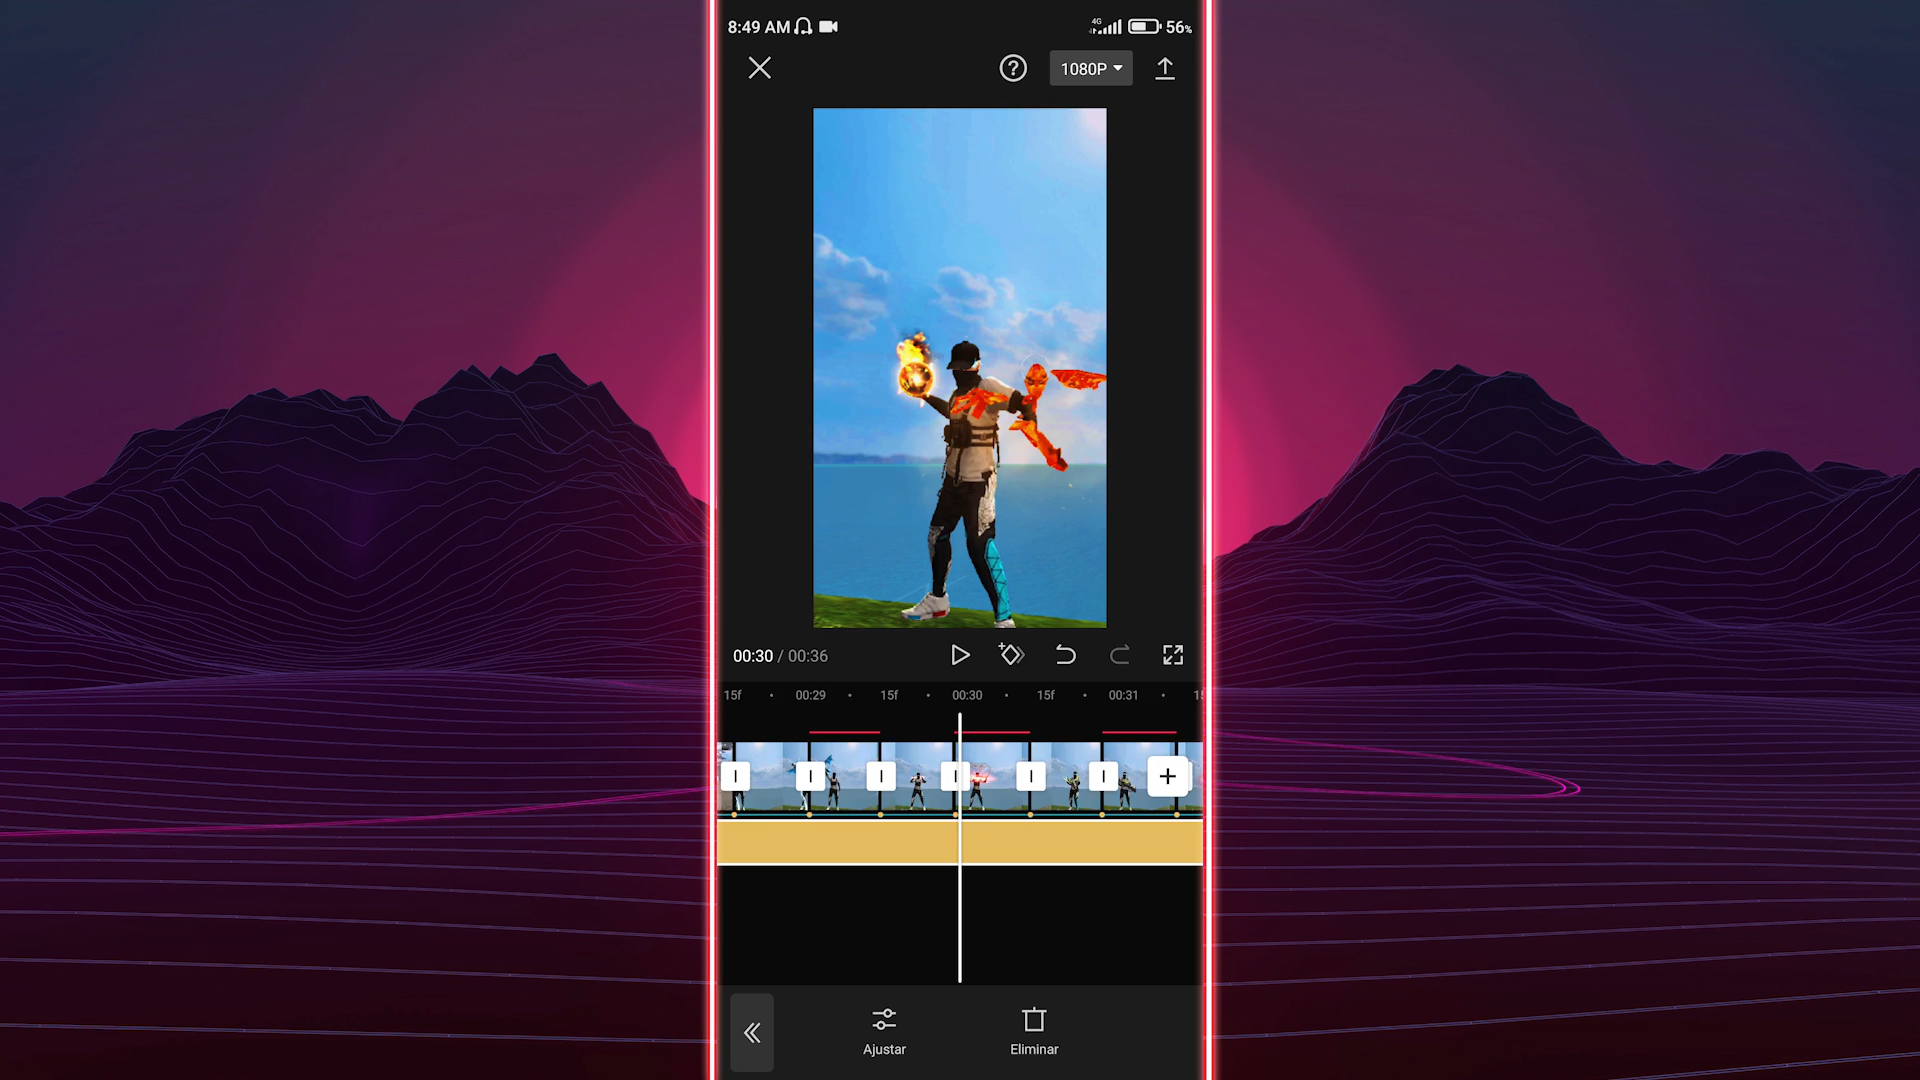 8:49 AM 4G 56%
1080P
00:30 / 00:36
15f 00:29 15f 00:30 15f 00:31
Ajustar Eliminar